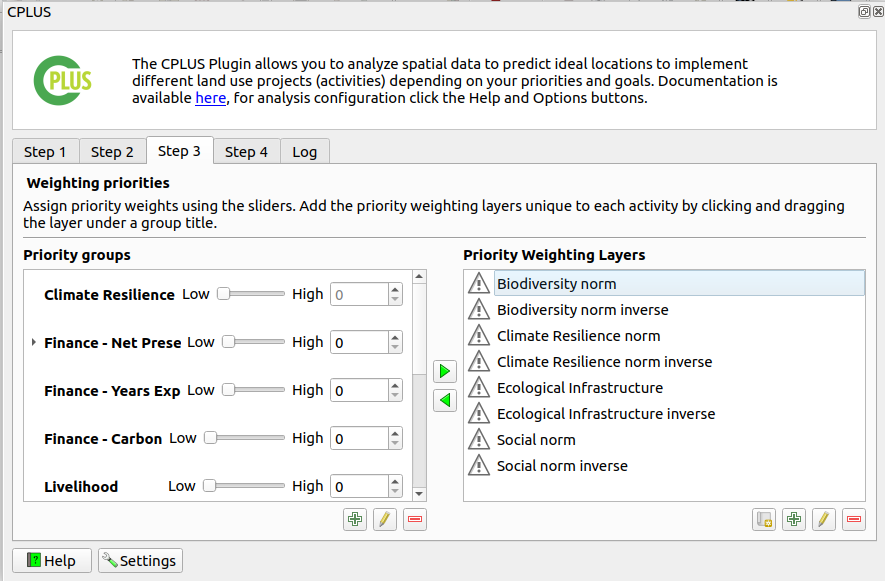 CPLUS
The CPLUS Plugin allows you to analyze spatial data to predict ideal locations to implement
CPLUS
different land use projects (activities) depending on your priorities and goals. Documentation is
available here, for analysis configuration click the Help and Options buttons.
Step 1 Step 2 Step 3 Step 4 Log
Weighting priorities
Assign priority weights using the sliders. Add the priority weighting layers unique to each activity by clicking and dragging
the layer under a group title.
Priority groups
Climate Resilience Low High 0
Finance - Net Prese Low High 0
Finance - Years Exp Low High 0
Finance - Carbon Low High 0
Livelihood Low High 0
Priority Weighting Layers
Biodiversity norm
Biodiversity norm inverse
Climate Resilience norm
Climate Resilience norm inverse
Ecological Infrastructure
Ecological Infrastructure inverse
Social norm
Social norm inverse
Help Settings